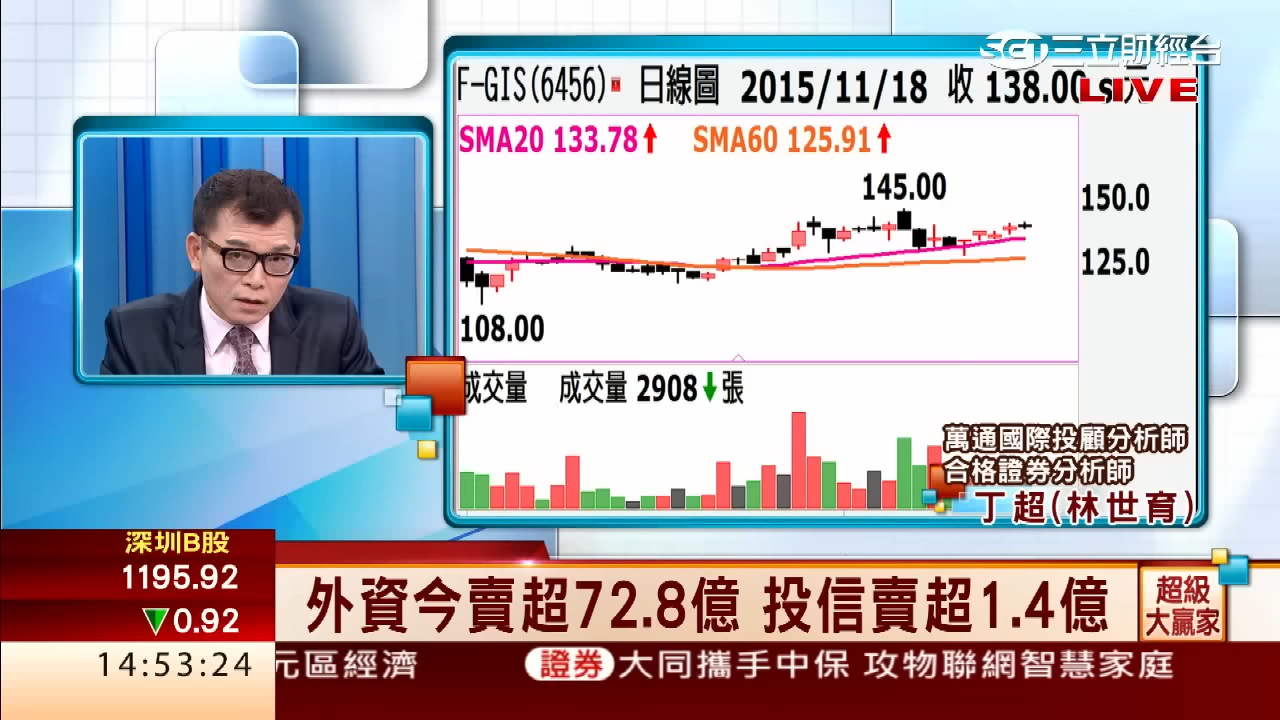 SET三立財經台
LIVE
F-GIS(6456) 日線圖 2015/11/18 收 138.00 元
SMA20 133.78↑ SMA60 125.91↑
145.00
150.0
125.0
108.00
成交量 成交量 2908↓張
萬通國際投顧分析師
合格證券分析師
丁超(林世育)
深圳B股
1195.92
▼0.92
外資今賣超72.8億 投信賣超1.4億
超級
大贏家
14:53:24
元區經濟 證券 大同攜手中保 攻物聯網智慧家庭